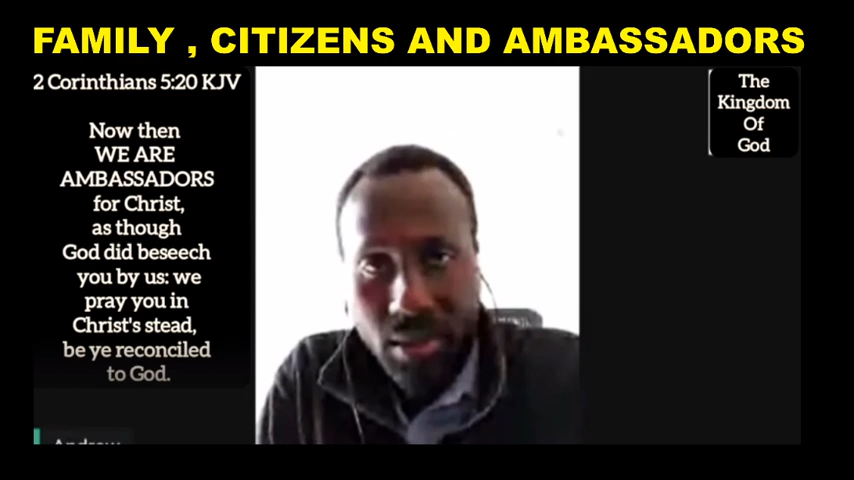 FAMILY , CITIZENS AND AMBASSADORS
2 Corinthians 5:20 KJV
Now then
WE ARE
AMBASSADORS
for Christ,
as though
God did beseech
you by us: we
pray you in
Christ's stead,
be ye reconciled
to God.
The
Kingdom
Of
God